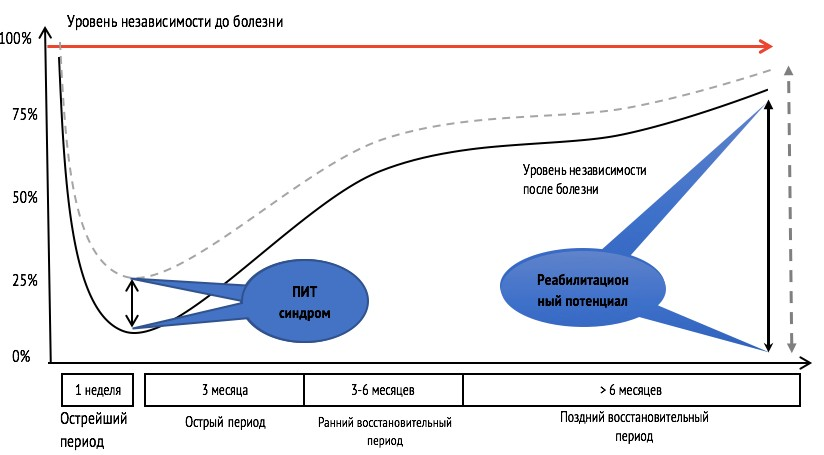 Уровень независимости до болезни
100%
75%
50%
25%
0%
Уровень независимости
после болезни
ПИТ
синдром
Реабилитацион
ный потенциал
1 неделя
3 месяца
3-6 месяцев
> 6 месяцев
Острейший
период
Острый период
Ранний восстановительный
период
Поздний восстановительный
период